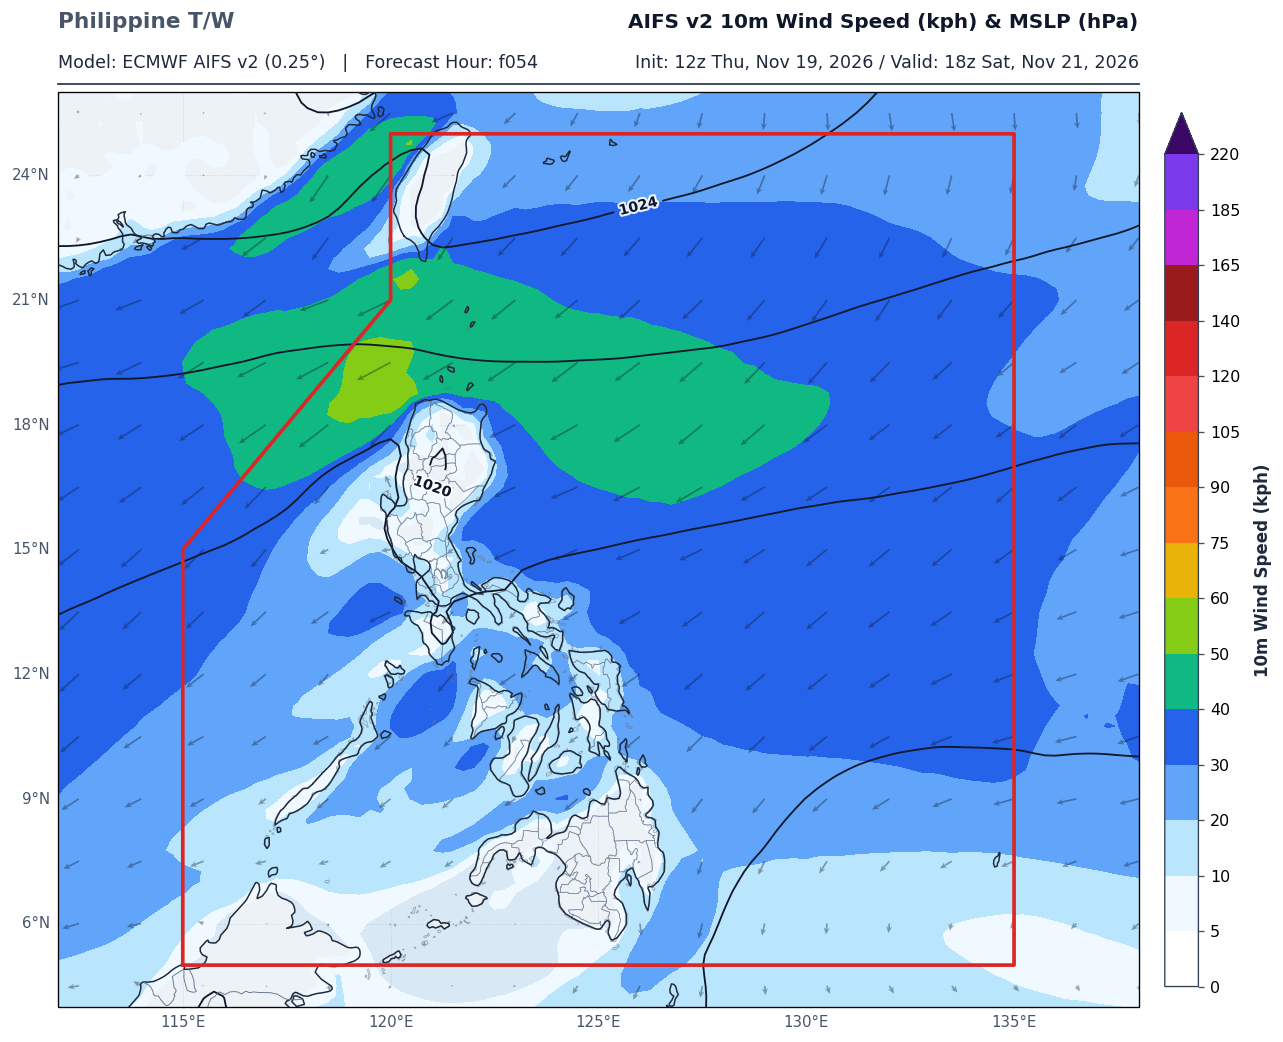 Philippine T/W
AIFS v2 10m Wind Speed (kph) & MSLP (hPa)
Model: ECMWF AIFS v2 (0.25°) | Forecast Hour: f054
Init: 12z Thu, Nov 19, 2026 / Valid: 18z Sat, Nov 21, 2026
24°N
21°N
18°N
15°N
12°N
9°N
6°N
1024
1020
115°E
120°E
125°E
130°E
135°E
220
185
165
140
120
105
90
75
60
50
40
30
20
10
5
0
10m Wind Speed (kph)